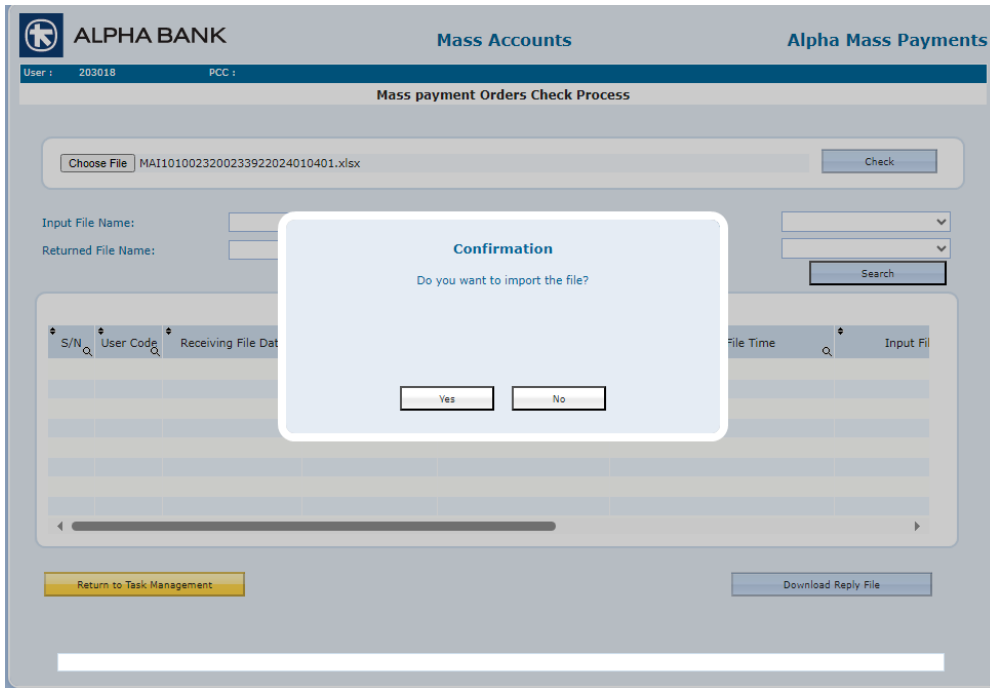 ALPHA BANK
Mass Accounts
Alpha Mass Payments
User : 203018 PCC :
Mass payment Orders Check Process
Choose File MAI1010023200233922024010401.xlsx
Check
Input File Name:
Returned File Name:
Search
Confirmation
Do you want to import the file?
Yes No
S/N User Code Receiving File Dat File Time Input Fil
Return to Task Management
Download Reply File